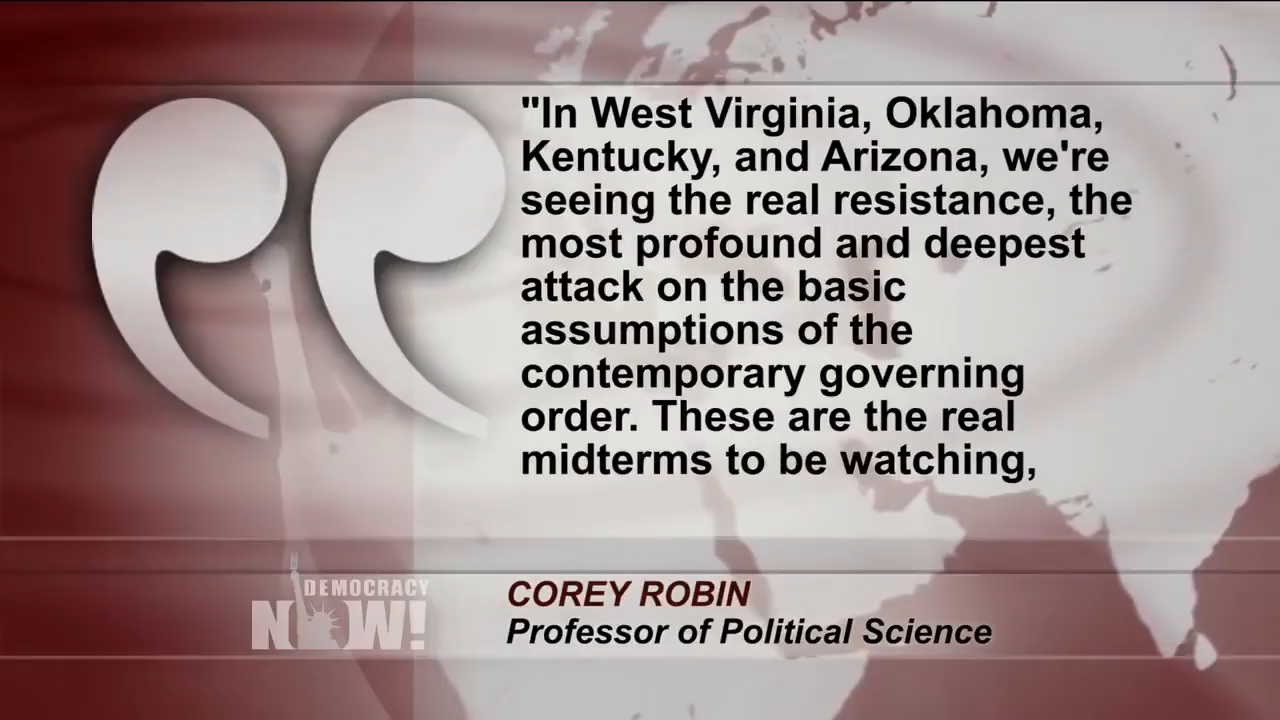 "In West Virginia, Oklahoma,
Kentucky, and Arizona, we're
seeing the real resistance, the
most profound and deepest
attack on the basic
assumptions of the
contemporary governing
order. These are the real
midterms to be watching,
DEMOCRACY
NOW!
COREY ROBIN
Professor of Political Science